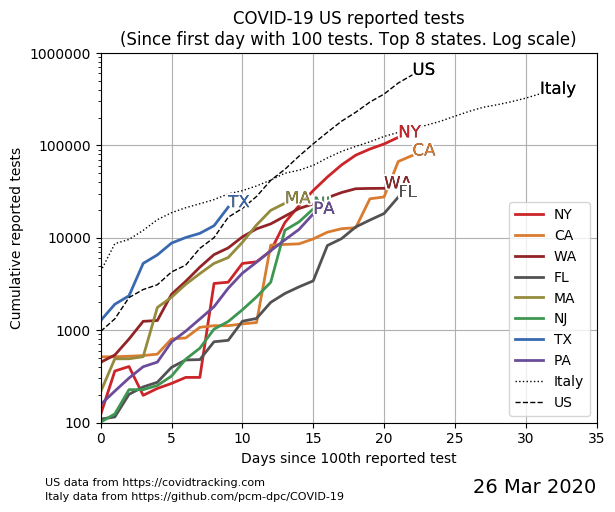 COVID-19 US reported tests
(Since first day with 100 tests. Top 8 states. Log scale)
Cumulative reported tests
1000000
100000
10000
1000
100
US
Italy
NY
CA
WA
FL
TX
MA
NJ
PA
NY
CA
WA
FL
MA
NJ
TX
PA
Italy
US
0 5 10 15 20 25 30 35
Days since 100th reported test
US data from https://covidtracking.com
Italy data from https://github.com/pcm-dpc/COVID-19
26 Mar 2020